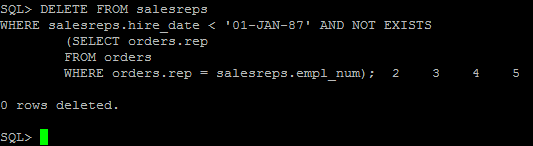 SQL> DELETE FROM salesreps
WHERE salesreps.hire_date < '01-JAN-87' AND NOT EXISTS
(SELECT orders.rep
FROM orders
WHERE orders.rep = salesreps.empl_num); 2 3 4 5
0 rows deleted.
SQL>